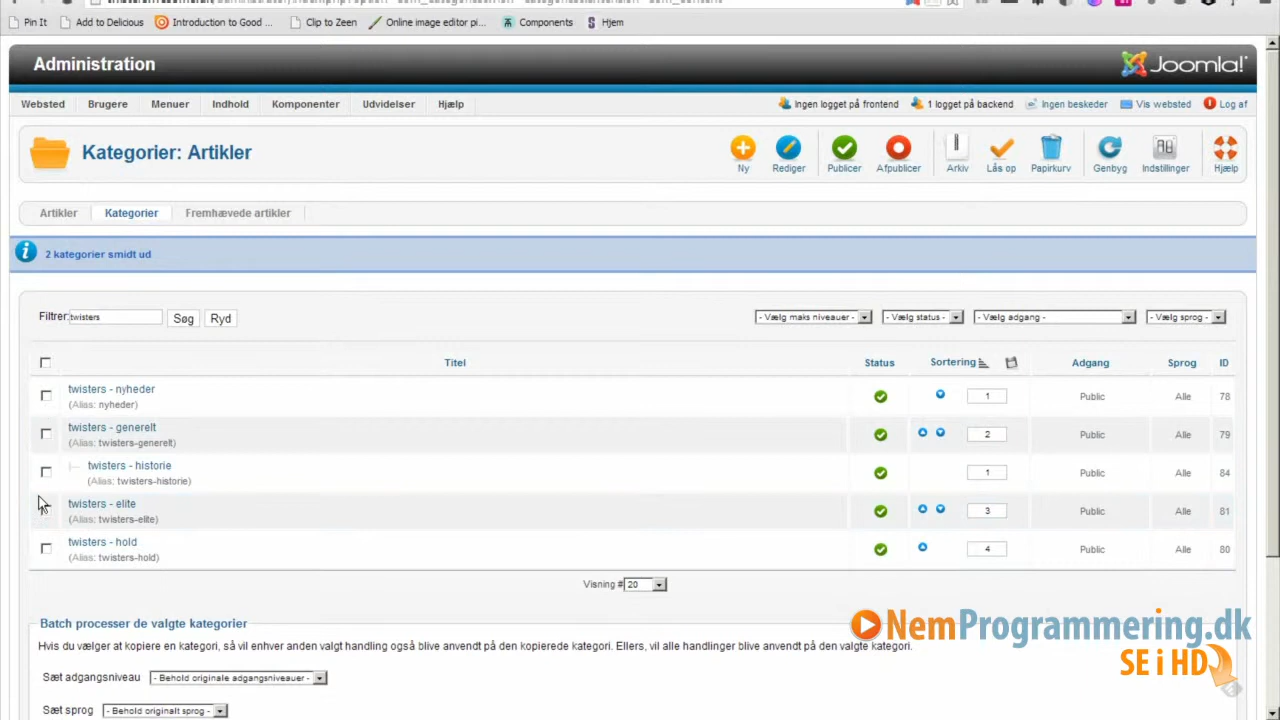 Pin It Add to Delicious Introduction to Good ... Clip to Zeen Online image editor pi... Components Hjem
Administration
Joomla!
Websted Brugere Menuer Indhold Komponenter Udvidelser Hjælp Ingen logget på frontend 1 logget på backend Ingen beskeder Vis websted Log af
Kategorier: Artikler
Ny Rediger Publicer Afpublicer Arkiv Lås op Papirkurv Genbyg Indstillinger Hjælp
Artikler Kategorier Fremhævede artikler
2 kategorier smidt ud
Filtrer: twisters Søg Ryd - Vælg maks niveauer - - Vælg status - - Vælg adgang - - Vælg sprog -
Titel Status Sortering Adgang Sprog ID
twisters - nyheder 1 Public Alle 78
(Alias: nyheder)
twisters - generelt 2 Public Alle 79
(Alias: twisters-generelt)
twisters - historie 1 Public Alle 84
(Alias: twisters-historie)
twisters - elite 3 Public Alle 81
(Alias: twisters-elite)
twisters - hold 4 Public Alle 80
(Alias: twisters-hold)
Visning # 20
Batch processer de valgte kategorier
Hvis du vælger at kopiere en kategori, så vil enhver anden valgt handling også blive anvendt på den kopierede kategori. Ellers, vil alle handlinger blive anvendt på den valgte kategori.
Sæt adgangsniveau - Behold originale adgangsniveauer -
Sæt sprog - Behold originalt sprog -
NemProgrammering.dk
SE i HD